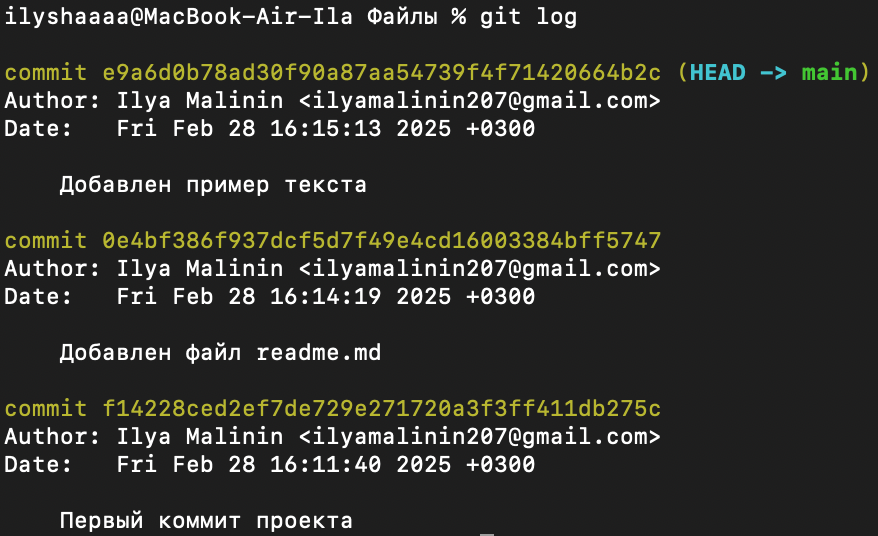 ilyshaaaa@MacBook-Air-Ila Файлы % git log
commit e9a6d0b78ad30f90a87aa54739f4f71420664b2c (HEAD -> main)
Author: Ilya Malinin <ilyamalinin207@gmail.com>
Date:   Fri Feb 28 16:15:13 2025 +0300
Добавлен пример текста
commit 0e4bf386f937dcf5d7f49e4cd16003384bff5747
Author: Ilya Malinin <ilyamalinin207@gmail.com>
Date:   Fri Feb 28 16:14:19 2025 +0300
Добавлен файл readme.md
commit f14228ced2ef7de729e271720a3f3ff411db275c
Author: Ilya Malinin <ilyamalinin207@gmail.com>
Date:   Fri Feb 28 16:11:40 2025 +0300
Первый коммит проекта